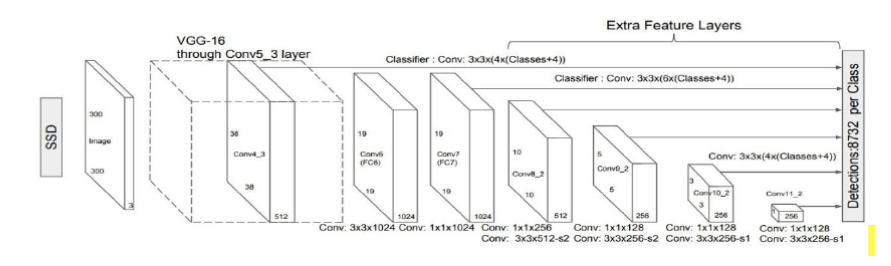 Extra Feature Layers
VGG-16
through Conv5_3 layer
Classifier : Conv: 3x3x(4x(Classes+4))
Classifier : Conv: 3x3x(6x(Classes+4))
SSD
300
Image
300
3
38
Conv4_3
38
512
19
Conv6
(FC6)
19
1024
19
Conv7
(FC7)
19
1024
10
Conv8_2
10
512
5
Conv9_2
5
256
Conv: 3x3x(4x(Classes+4))
3
Conv10_2
3
256
Conv11_2
1
256
Detections:8732 per Class
Conv: 3x3x1024 Conv: 1x1x1024 Conv: 1x1x256 Conv: 1x1x128 Conv: 1x1x128 Conv: 1x1x128
Conv: 3x3x512-s2 Conv: 3x3x256-s2 Conv: 3x3x256-s1 Conv: 3x3x256-s1